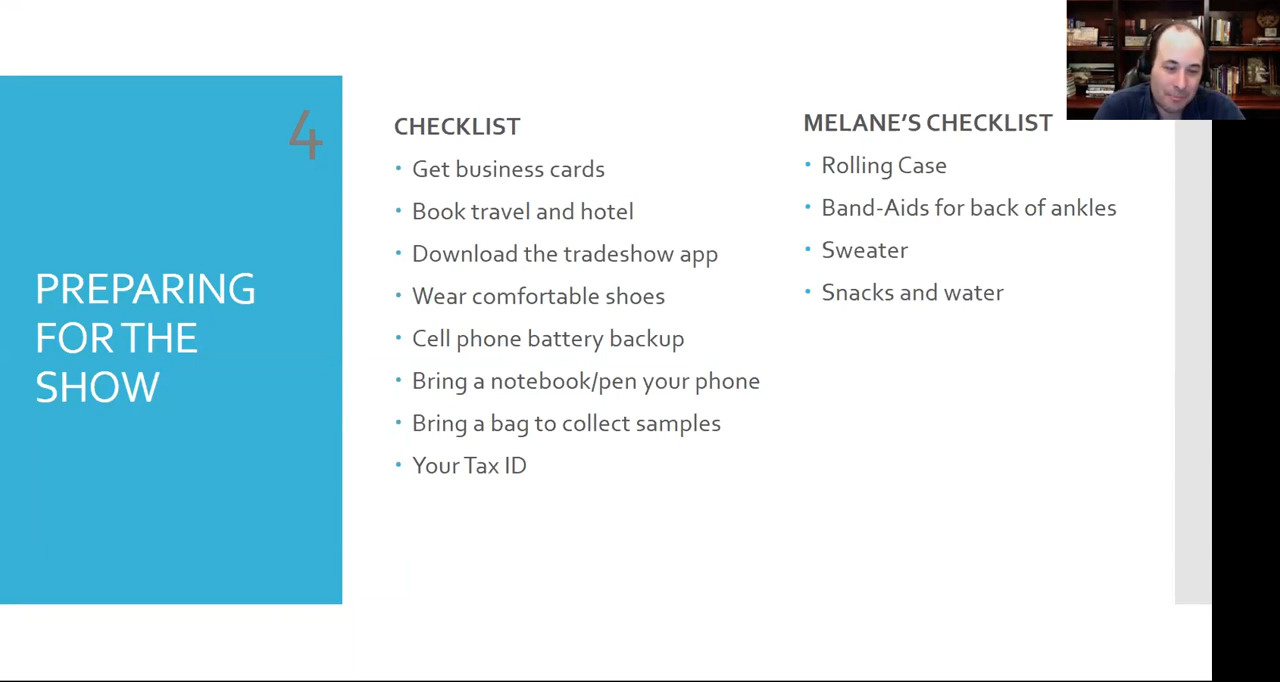 4
PREPARING
FOR THE
SHOW
CHECKLIST
• Get business cards
• Book travel and hotel
• Download the tradeshow app
• Wear comfortable shoes
• Cell phone battery backup
• Bring a notebook/pen your phone
• Bring a bag to collect samples
• Your Tax ID
MELANE’S CHECKLIST
• Rolling Case
• Band-Aids for back of ankles
• Sweater
• Snacks and water